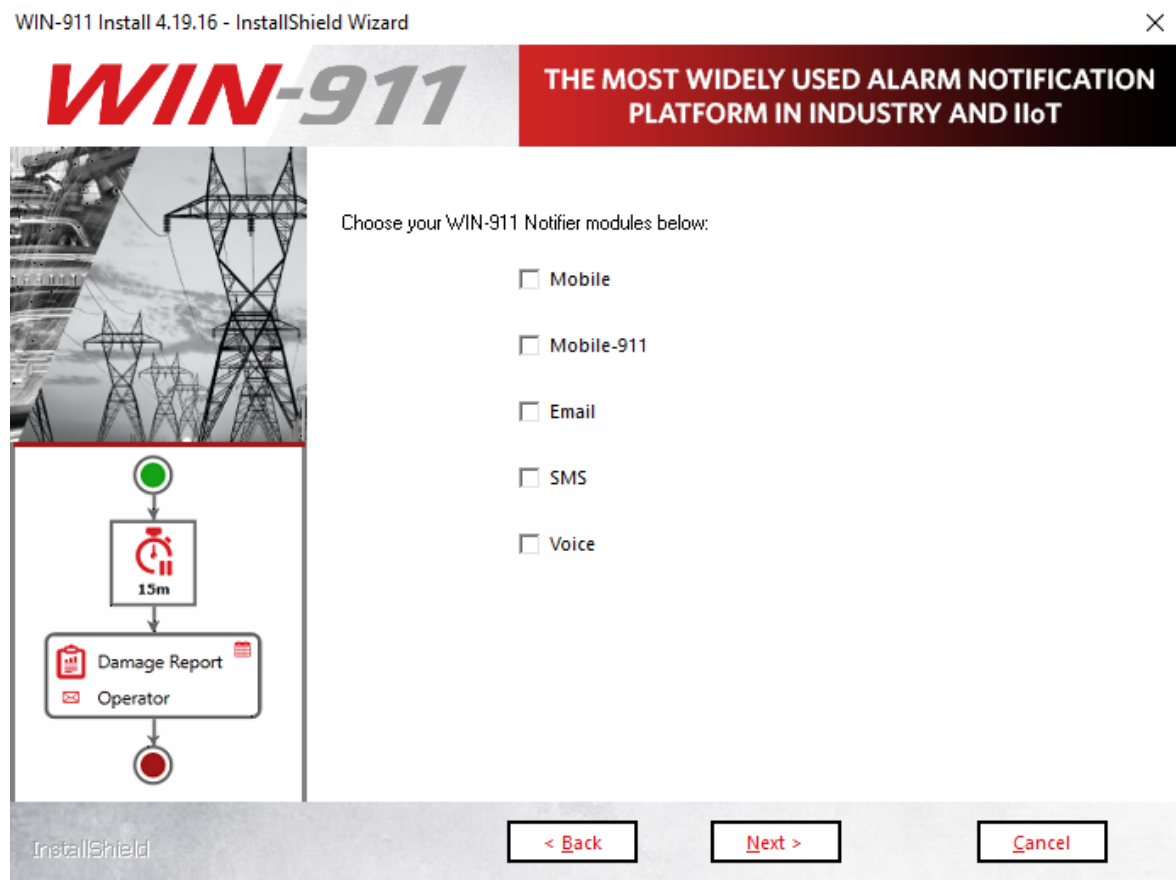 WIN-911 Install 4.19.16 - InstallShield Wizard
WIN-911
THE MOST WIDELY USED ALARM NOTIFICATION
PLATFORM IN INDUSTRY AND IIoT
Choose your WIN-911 Notifier modules below:
Mobile
Mobile-911
Email
SMS
Voice
15m
Damage Report
Operator
InstallShield
< Back
Next >
Cancel